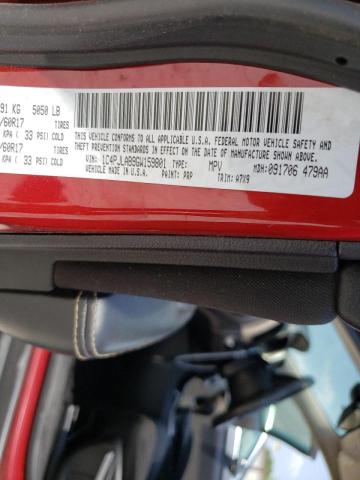 91 KG 5050 LB
/60R17 TIRES
KPA ( 33 PSI) COLD
/60R17 TIRES
KPA ( 33 PSI) COLD
THIS VEHICLE CONFORMS TO ALL APPLICABLE U.S.A. FEDERAL MOTOR VEHICLE SAFETY AND
THEFT PREVENTION STANDARDS IN EFFECT ON THE DATE OF MANUFACTURE SHOWN ABOVE.
VIN: 1C4PJLAB9GW159801 TYPE: MPV MDH: 091706 479AA
VEHICLE MADE IN U.S.A. PAINT: PRP TRIM: A7X9